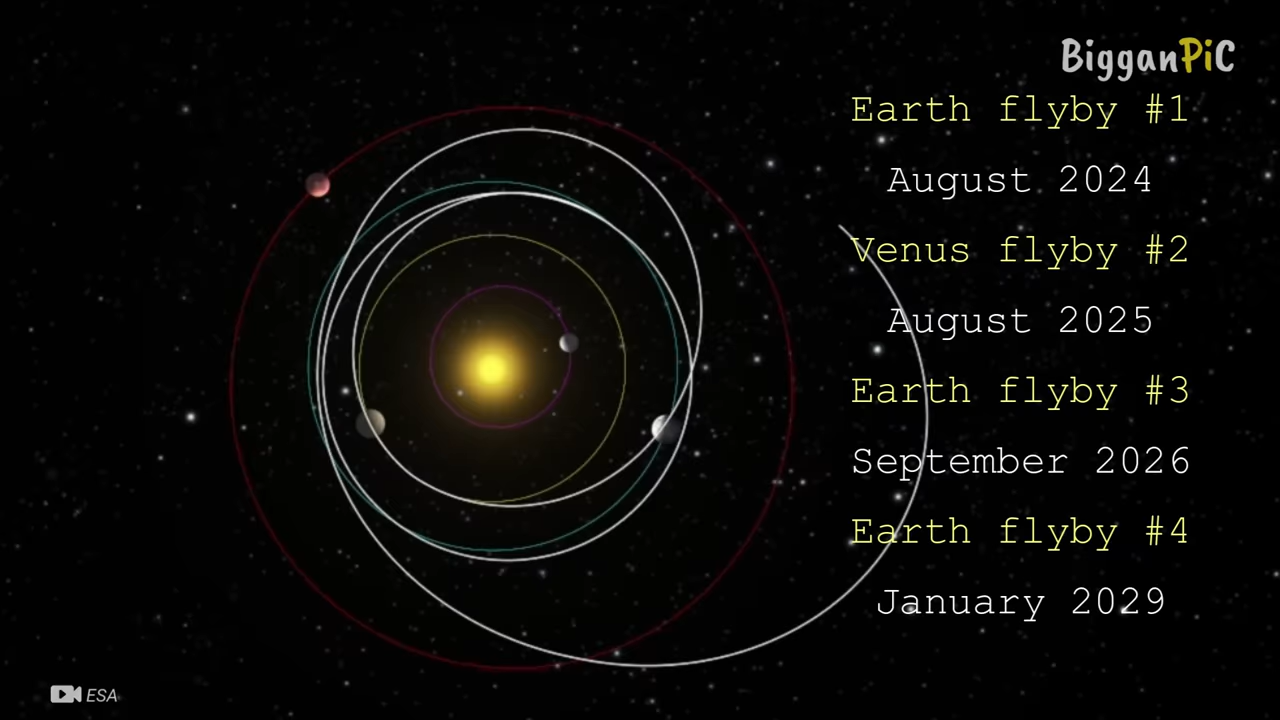 BigganPiC
Earth flyby #1
August 2024
Venus flyby #2
August 2025
Earth flyby #3
September 2026
Earth flyby #4
January 2029
ESA